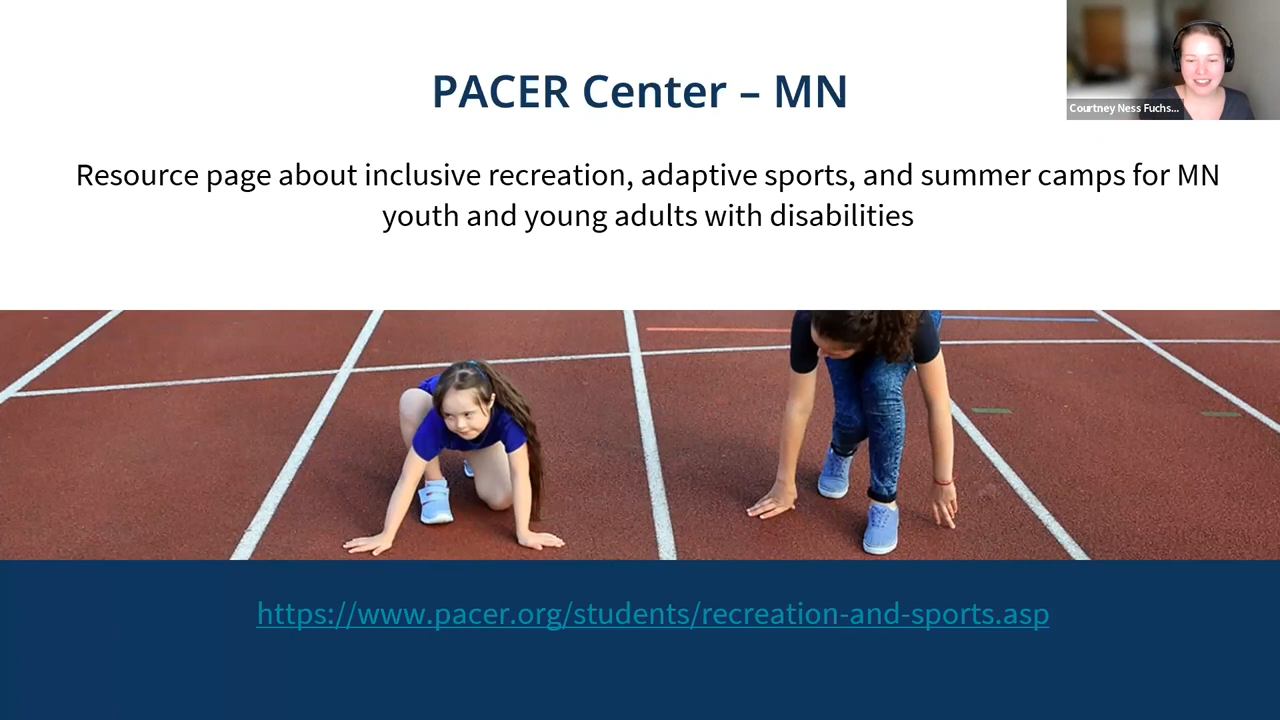 PACER Center – MN
Courtney Ness Fuchs...
Resource page about inclusive recreation, adaptive sports, and summer camps for MN
youth and young adults with disabilities
https://www.pacer.org/students/recreation-and-sports.asp